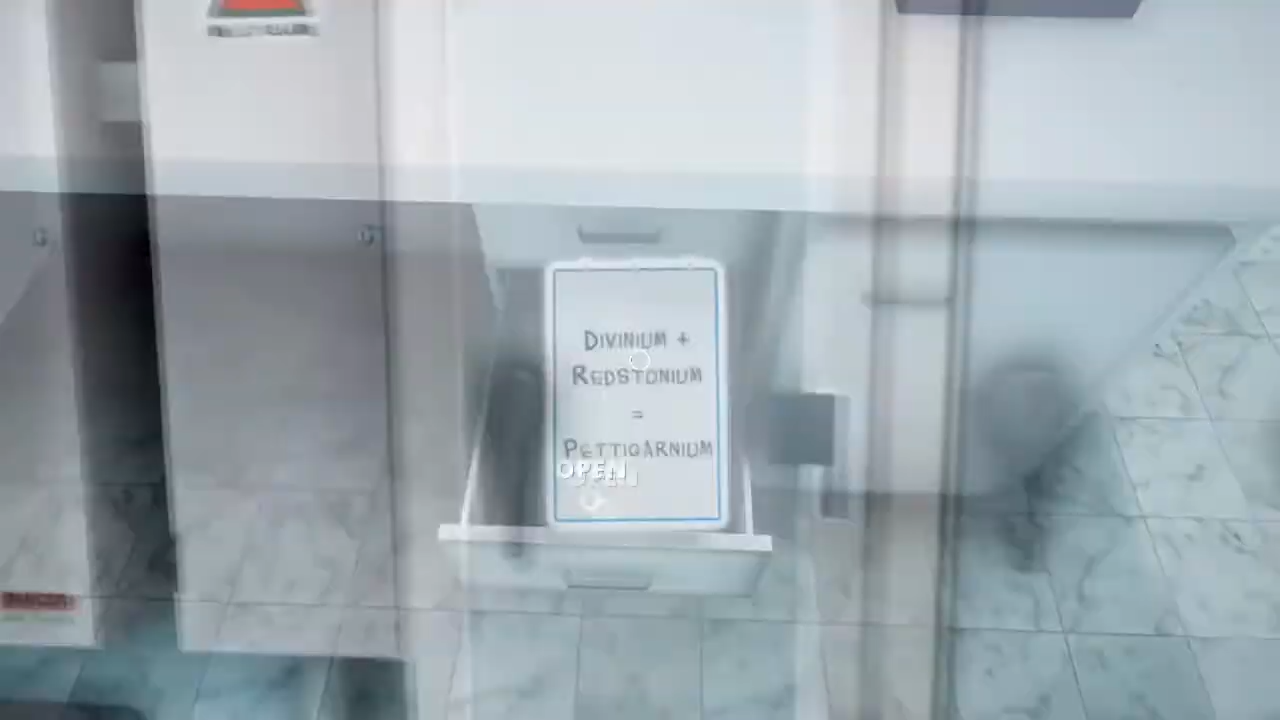 DIVINIUM +
REDSTONIUM
=
PETTIGARNIUM
OPEN